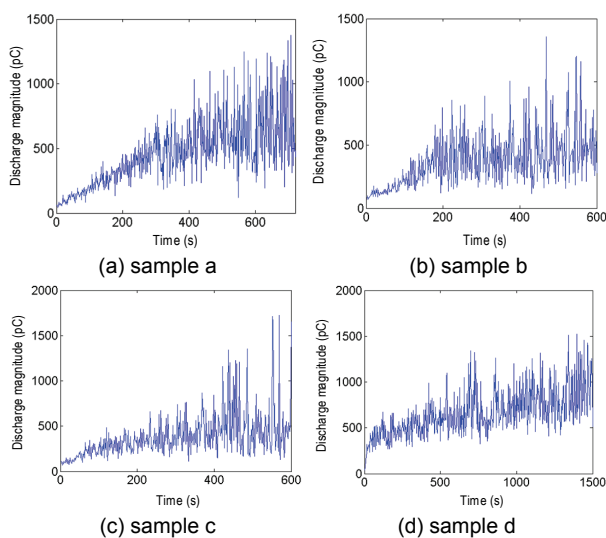 1500
1000
500
0
Discharge magnitude (pC)
0 200 400 600
Time (s)
(a) sample a
1500
1000
500
0
Discharge magnitude (pC)
0 200 400 600
Time (s)
(b) sample b
2000
1500
1000
500
0
Discharge magnitude (pC)
0 200 400 600
Time (s)
(c) sample c
2000
1500
1000
500
0
Discharge magnitude (pC)
0 500 1000 1500
Time (s)
(d) sample d